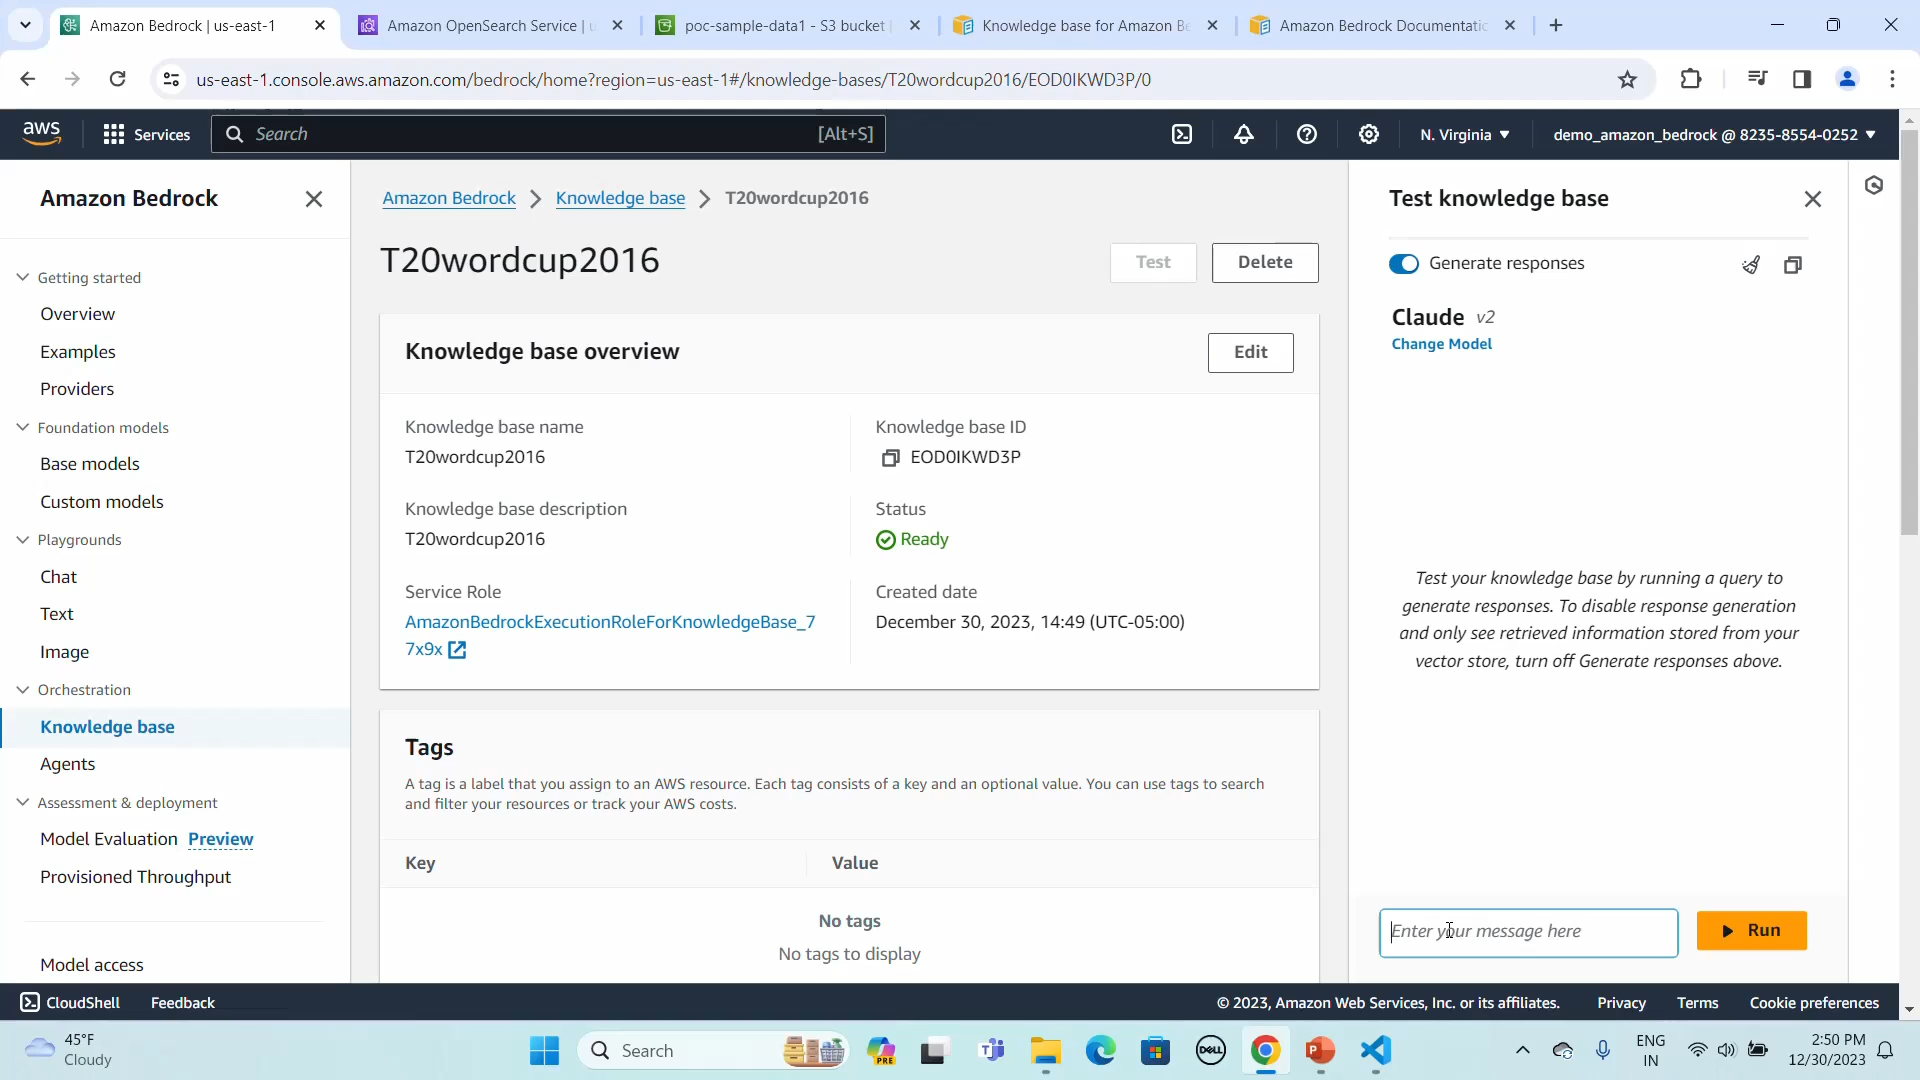 Amazon Bedrock | us-east-1
Amazon OpenSearch Service | u
poc-sample-data1 - S3 bucket |
Knowledge base for Amazon Be
Amazon Bedrock Documentatic
us-east-1.console.aws.amazon.com/bedrock/home?region=us-east-1#/knowledge-bases/T20wordcup2016/EOD0IKWD3P/0
aws
Services
Search
[Alt+S]
N. Virginia
demo_amazon_bedrock @ 8235-8554-0252
Amazon Bedrock
Getting started
Overview
Examples
Providers
Foundation models
Base models
Custom models
Playgrounds
Chat
Text
Image
Orchestration
Knowledge base
Agents
Assessment & deployment
Model Evaluation Preview
Provisioned Throughput
Model access
Amazon Bedrock
Knowledge base
T20wordcup2016
T20wordcup2016
Test
Delete
Knowledge base overview
Edit
Knowledge base name
T20wordcup2016
Knowledge base ID
EOD0IKWD3P
Knowledge base description
T20wordcup2016
Status
Ready
Service Role
AmazonBedrockExecutionRoleForKnowledgeBase_7
7x9x
Created date
December 30, 2023, 14:49 (UTC-05:00)
Tags
A tag is a label that you assign to an AWS resource. Each tag consists of a key and an optional value. You can use tags to search
and filter your resources or track your AWS costs.
Key
Value
No tags
No tags to display
Test knowledge base
Generate responses
Claude v2
Change Model
Test your knowledge base by running a query to
generate responses. To disable response generation
and only see retrieved information stored from your
vector store, turn off Generate responses above.
Enter your message here
Run
CloudShell
Feedback
© 2023, Amazon Web Services, Inc. or its affiliates.
Privacy
Terms
Cookie preferences
45°F
Cloudy
Search
PRE
DELL
ENG
IN
2:50 PM
12/30/2023